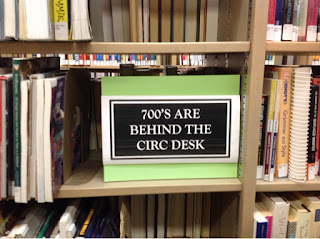 700'S ARE
BEHIND THE
CIRC DESK